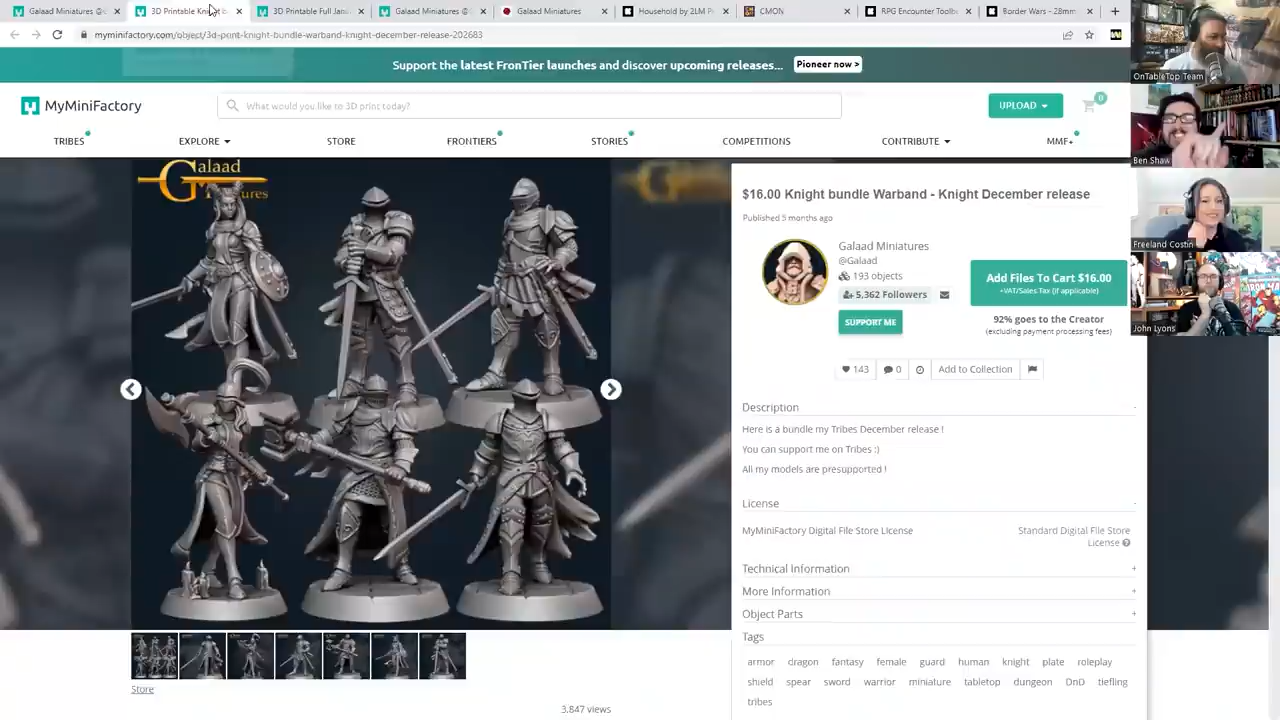 Galaad Miniatures @G
3D Printable Knight b
3D Printable Full Janu
Galaad Miniatures @
Galaad Miniatures
Household by 2LM Pr
CMON
RPG Encounter Toolb
Border Wars – 28mm
myminifactory.com/object/3d-print-knight-bundle-warband-knight-december-release-202683
OnTableTop Team
Support the latest FronTier launches and discover upcoming releases...
Pioneer now >
MyMiniFactory
What would you like to 3D print today?
UPLOAD
0
TRIBES
EXPLORE
STORE
FRONTIERS
STORIES
COMPETITIONS
CONTRIBUTE
MMF+
Ben Shaw
Galaad
Miniatures
$16.00 Knight bundle Warband - Knight December release
Published 5 months ago
Galaad Miniatures
@Galaad
193 objects
5,362 Followers
SUPPORT ME
Add Files To Cart $16.00
+VAT/Sales Tax (if applicable)
92% goes to the Creator
(excluding payment processing fees)
Freeland Costin
John Lyons
143
0
Add to Collection
Description
-
Here is a bundle my Tribes December release !
You can support me on Tribes :)
All my models are presupported !
License
-
MyMiniFactory Digital File Store License
Standard Digital File Store
License
Technical Information
+
More Information
+
Object Parts
+
Tags
armor dragon fantasy female guard human knight plate roleplay
shield spear sword warrior miniature tabletop dungeon DnD tiefling
tribes
Store
3,847 views